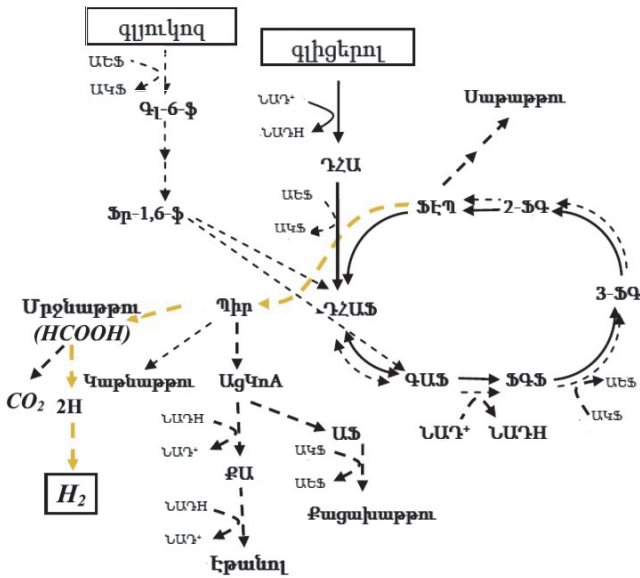 գլյուկոզ
գլիցերոլ
ԱԵՖ
ԱԿՖ
Գլ-6-ֆ
ՆԱԴ⁺
ՆԱԴH
Սաթաթթու
ԴՀԱ
ԱԵՖ
ԱԿՖ
Ֆր-1,6-ֆ
ՖԷՊ
2-ՖԳ
3-ՖԳ
Մրջնաթթու
(HCOOH)
Պիր
ԴՀԱՖ
ԳԱՖ
ՖԳՖ
ԱԵՖ
ԱԿՖ
ՆԱԴ⁺
ՆԱԴH
Կաթնաթթու
ԱցԿոԱ
CO₂
2H
ՆԱԴH
ՆԱԴ⁺
ԱՖ
ԱԿՖ
ԱԵՖ
ՔԱ
H₂
Քացախաթթու
ՆԱԴH
ՆԱԴ⁺
Էթանոլ